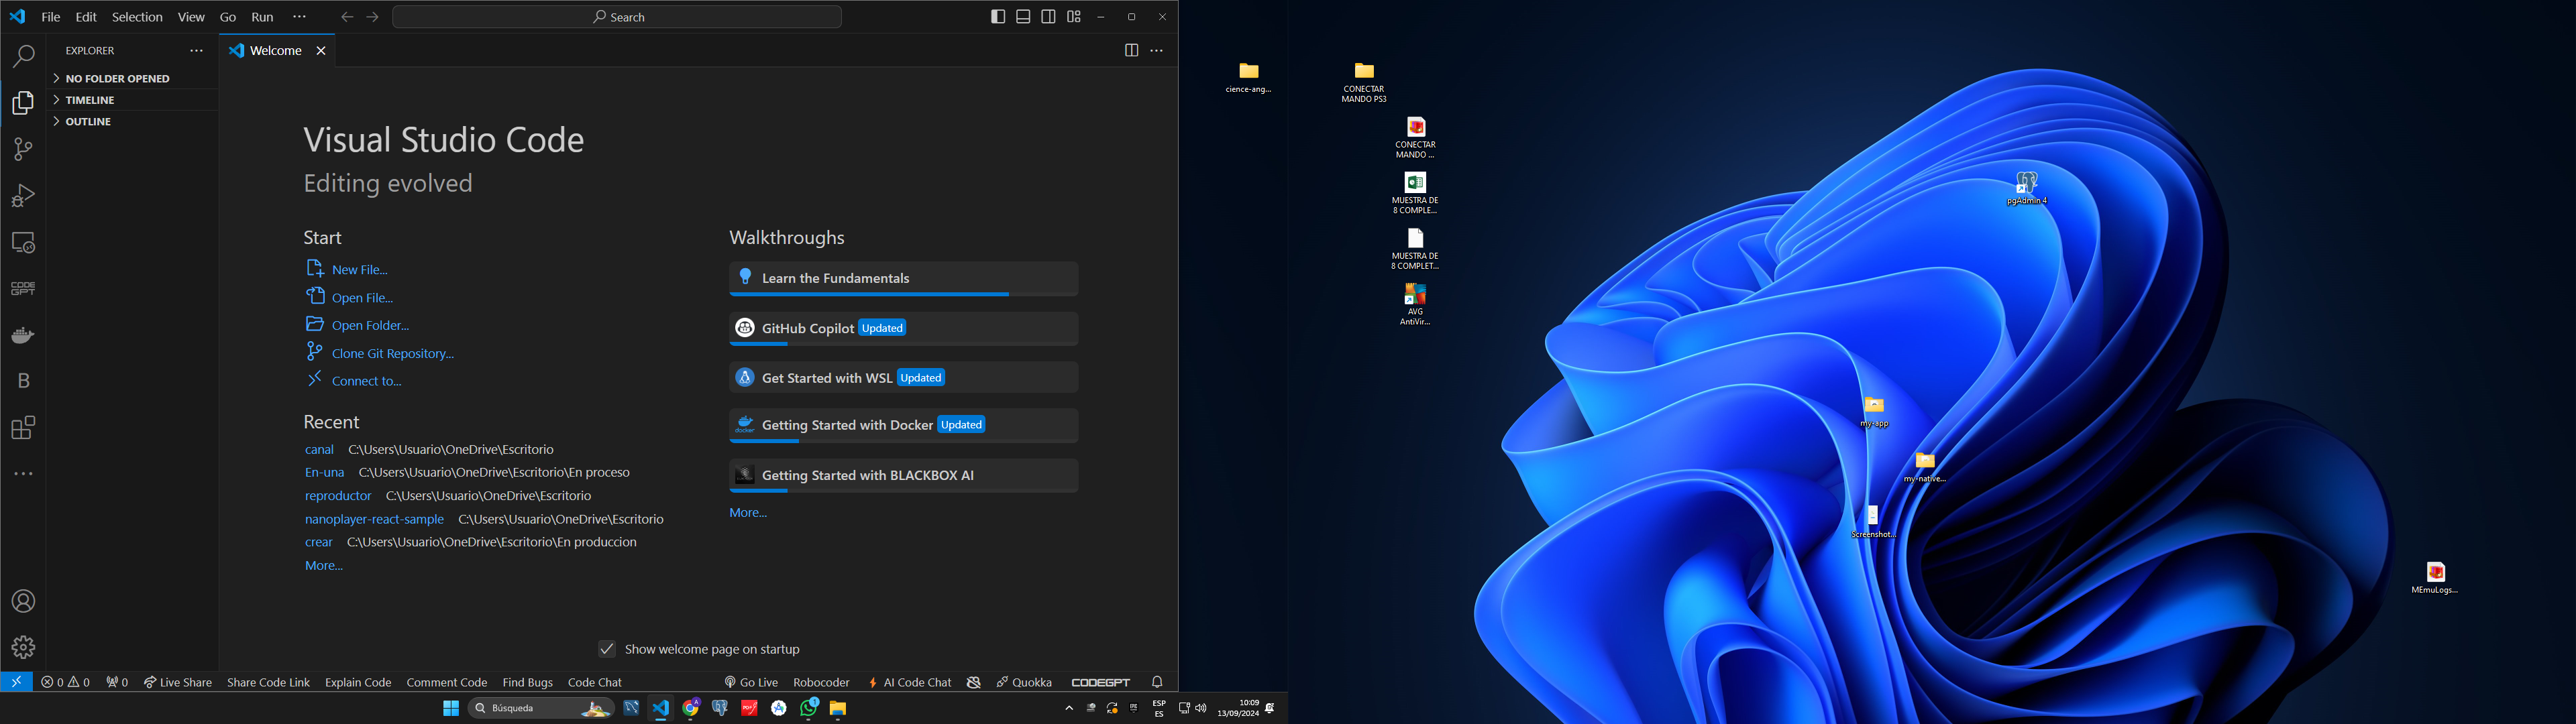 File Edit Selection View Go Run ···
Search
EXPLORER ···
NO FOLDER OPENED
TIMELINE
OUTLINE
Welcome
Visual Studio Code
Editing evolved
Start
New File...
Open File...
Open Folder...
Clone Git Repository...
Connect to...
Recent
canal C:\Users\Usuario\OneDrive\Escritorio
En-una C:\Users\Usuario\OneDrive\Escritorio\En proceso
reproductor C:\Users\Usuario\OneDrive\Escritorio
nanoplayer-react-sample C:\Users\Usuario\OneDrive\Escritorio
crear C:\Users\Usuario\OneDrive\Escritorio\En produccion
More...
Walkthroughs
Learn the Fundamentals
GitHub Copilot Updated
Get Started with WSL Updated
Getting Started with Docker Updated
Getting Started with BLACKBOX AI
More...
Show welcome page on startup
CODE
GPT
B
0 0 0 Live Share Share Code Link Explain Code Comment Code Find Bugs Code Chat Go Live Robocoder AI Code Chat Quokka CODEGPT
Búsqueda
ESP
ES
10:09
13/09/2024
cience-ang...
CONECTAR
MANDO PS3
CONECTAR
MANDO ...
MUESTRA DE
8 COMPLE...
MUESTRA DE
8 COMPLET...
AVG
AntiVir...
pgAdmin 4
my-app
my-native...
Screenshot...
MEmuLogs...